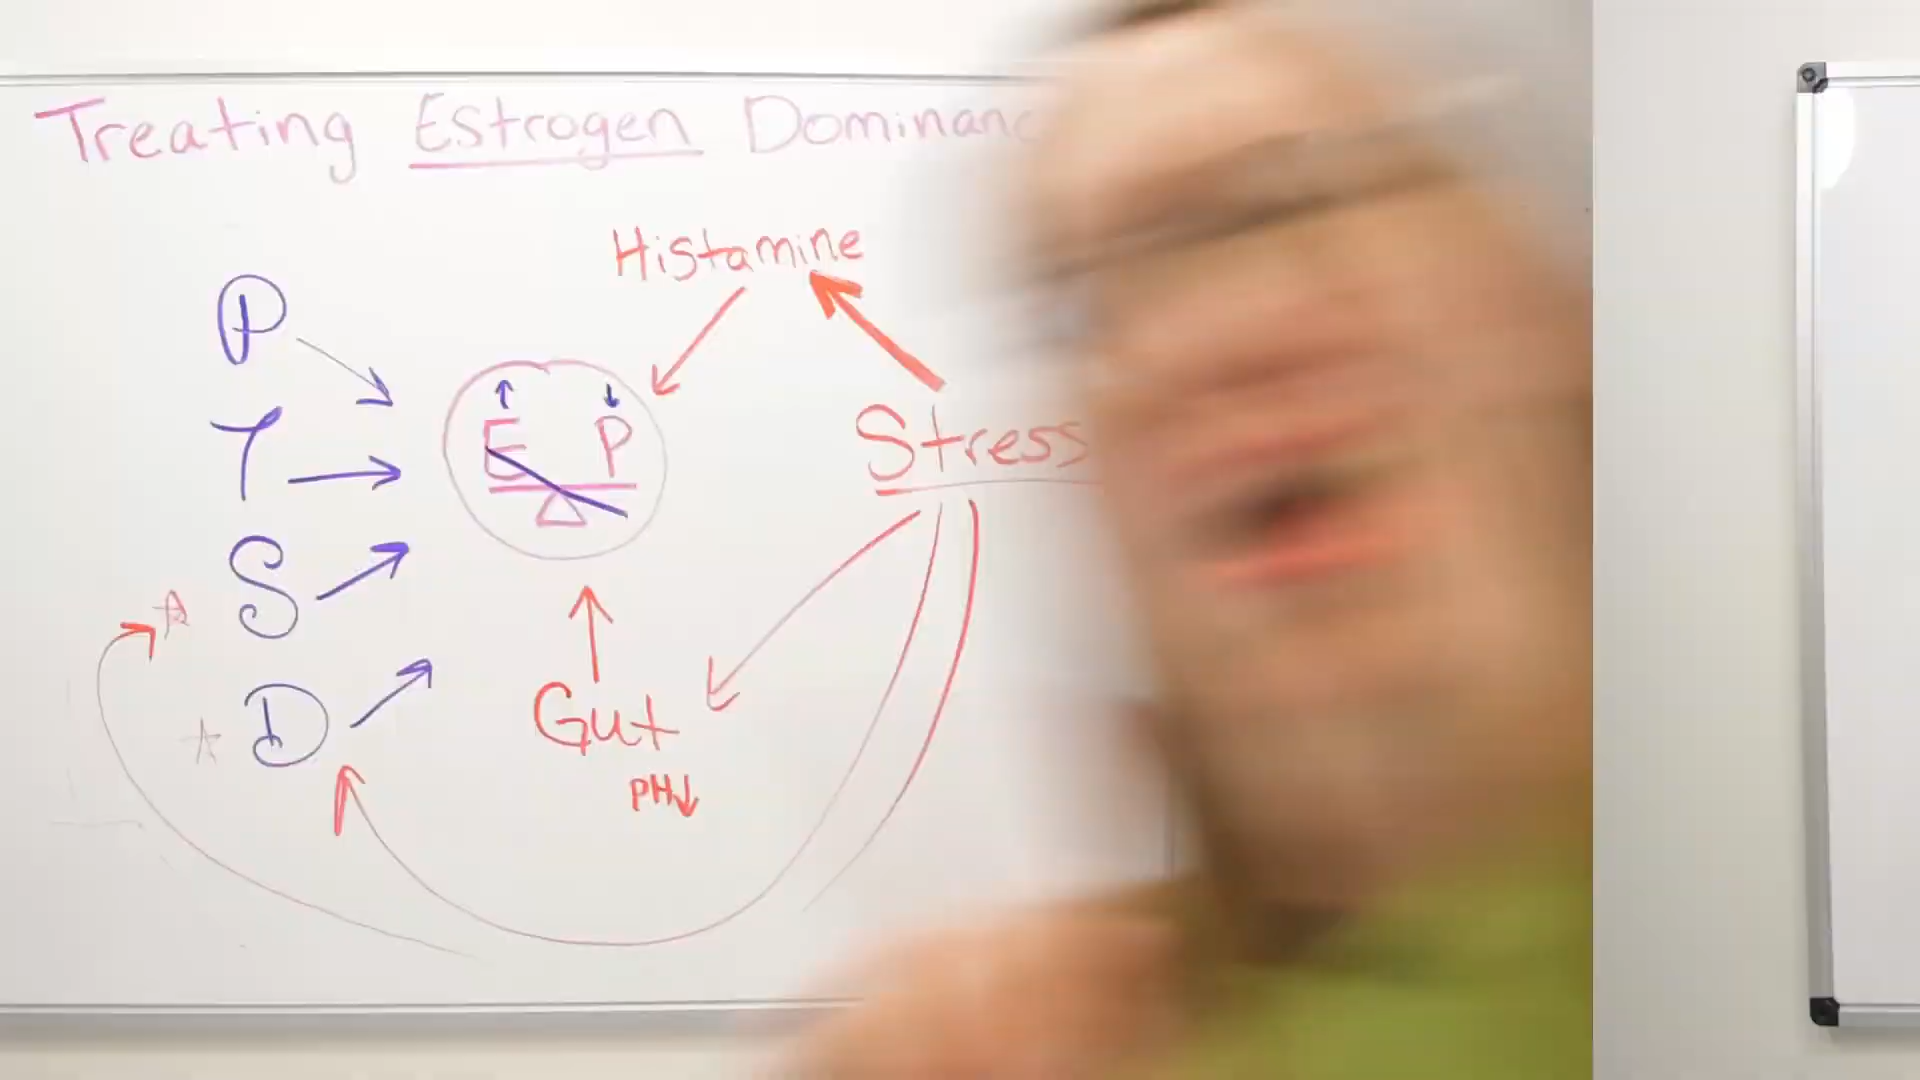 Treating Estrogen Dominanc
Histamine
P
E P
T
Stress
S
Gut
D
PH↓